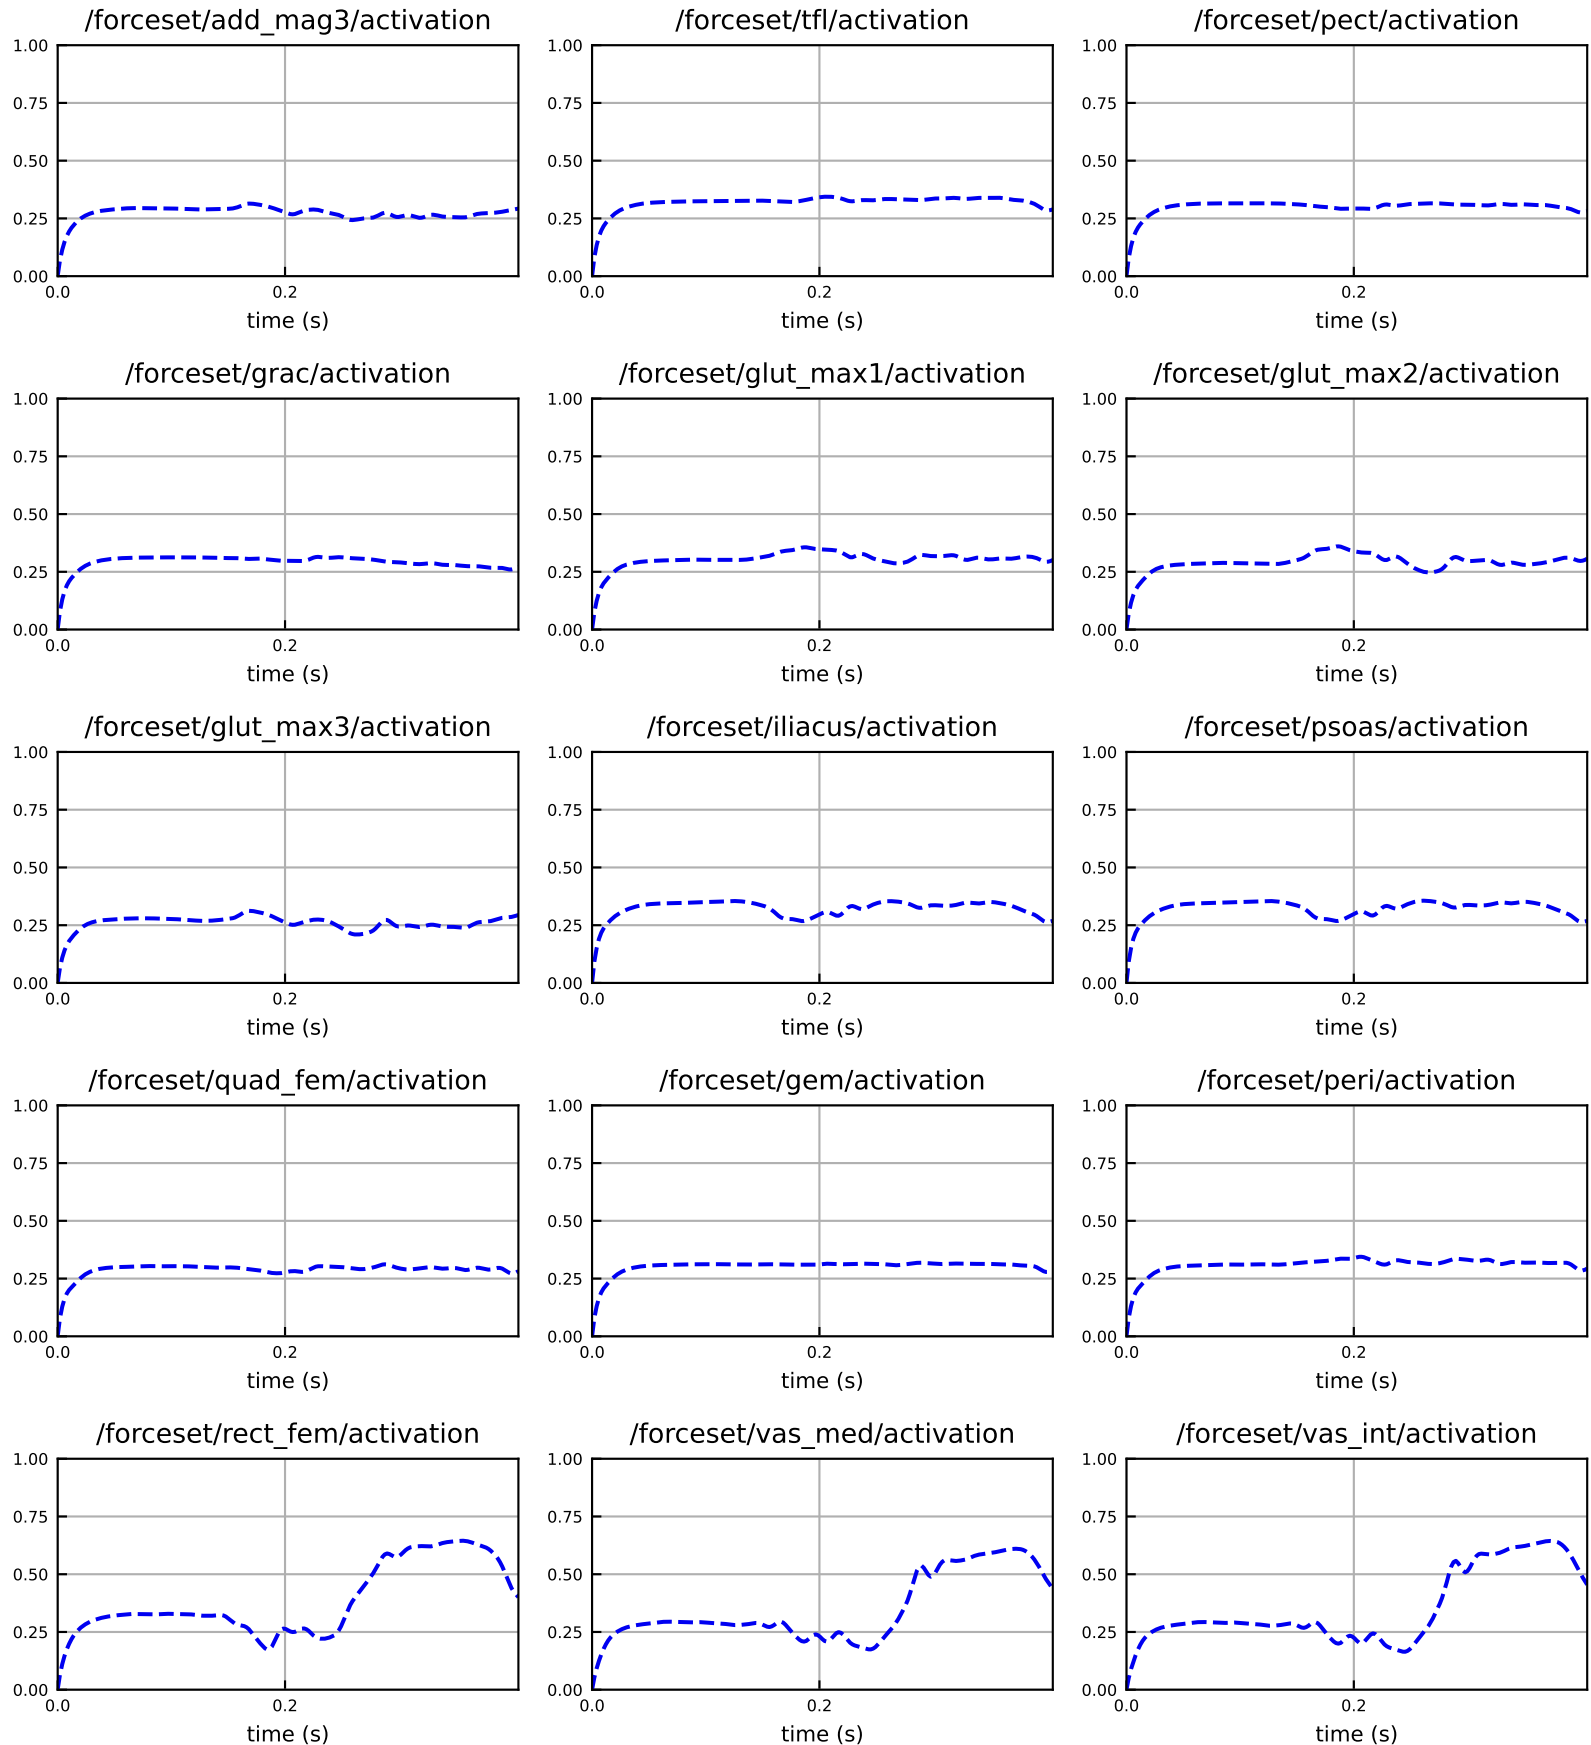 /forceset/add_mag3/activation /forceset/tfl/activation /forceset/pect/activation
1.00 1.00 1.00
0.75 0.75 0.75
0.50 0.50 0.50
0.25 0.25 0.25
0.00 0.00 0.00
0.0 0.2 0.0 0.2 0.0 0.2
time (s) time (s) time (s)
/forceset/grac/activation /forceset/glut_max1/activation /forceset/glut_max2/activation
1.00 1.00 1.00
0.75 0.75 0.75
0.50 0.50 0.50
0.25 0.25 0.25
0.00 0.00 0.00
0.0 0.2 0.0 0.2 0.0 0.2
time (s) time (s) time (s)
/forceset/glut_max3/activation /forceset/iliacus/activation /forceset/psoas/activation
1.00 1.00 1.00
0.75 0.75 0.75
0.50 0.50 0.50
0.25 0.25 0.25
0.00 0.00 0.00
0.0 0.2 0.0 0.2 0.0 0.2
time (s) time (s) time (s)
/forceset/quad_fem/activation /forceset/gem/activation /forceset/peri/activation
1.00 1.00 1.00
0.75 0.75 0.75
0.50 0.50 0.50
0.25 0.25 0.25
0.00 0.00 0.00
0.0 0.2 0.0 0.2 0.0 0.2
time (s) time (s) time (s)
/forceset/rect_fem/activation /forceset/vas_med/activation /forceset/vas_int/activation
1.00 1.00 1.00
0.75 0.75 0.75
0.50 0.50 0.50
0.25 0.25 0.25
0.00 0.00 0.00
0.0 0.2 0.0 0.2 0.0 0.2
time (s) time (s) time (s)